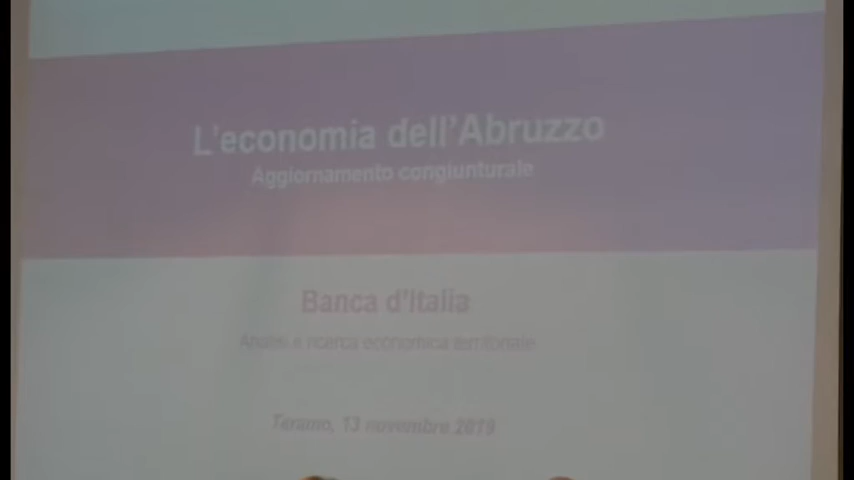 L'economia dell'Abruzzo
Aggiornamento congiunturale
Banca d'Italia
Analisi e ricerca economica territoriale
Teramo, 13 novembre 2019